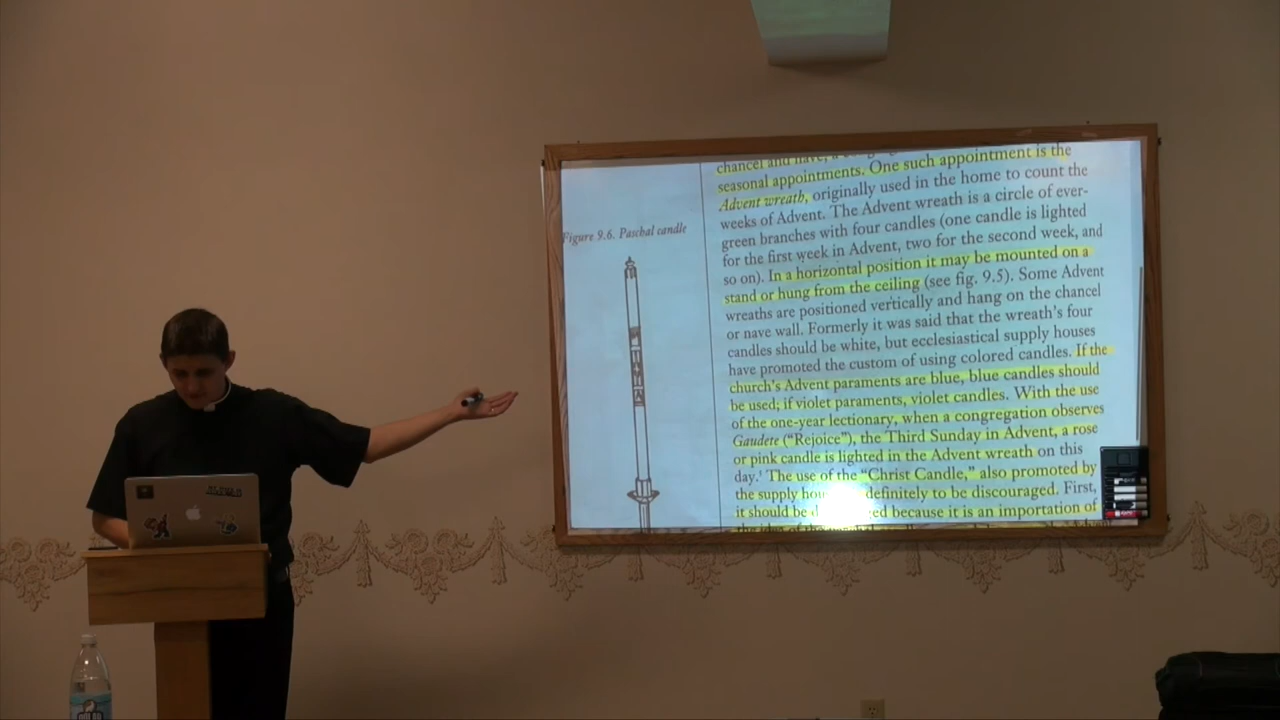 chancel and have, a
seasonal appointments. One such appointment is the
Advent wreath, originally used in the home to count the
weeks of Advent. The Advent wreath is a circle of ever-
green branches with four candles (one candle is lighted
for the first week in Advent, two for the second week, and
so on). In a horizontal position it may be mounted on a
stand or hung from the ceiling (see fig. 9.5). Some Advent
wreaths are positioned vertically and hang on the chancel
or nave wall. Formerly it was said that the wreath's four
candles should be white, but ecclesiastical supply houses
have promoted the custom of using colored candles. If the
church's Advent paraments are blue, blue candles should
be used; if violet paraments, violet candles. With the use
of the one-year lectionary, when a congregation observes
Gaudete ("Rejoice"), the Third Sunday in Advent, a rose
or pink candle is lighted in the Advent wreath on this
day. The use of the "Christ Candle," also promoted by
the supply hou definitely to be discouraged. First,
it should be d ed because it is an importation of
Figure 9.6. Paschal candle